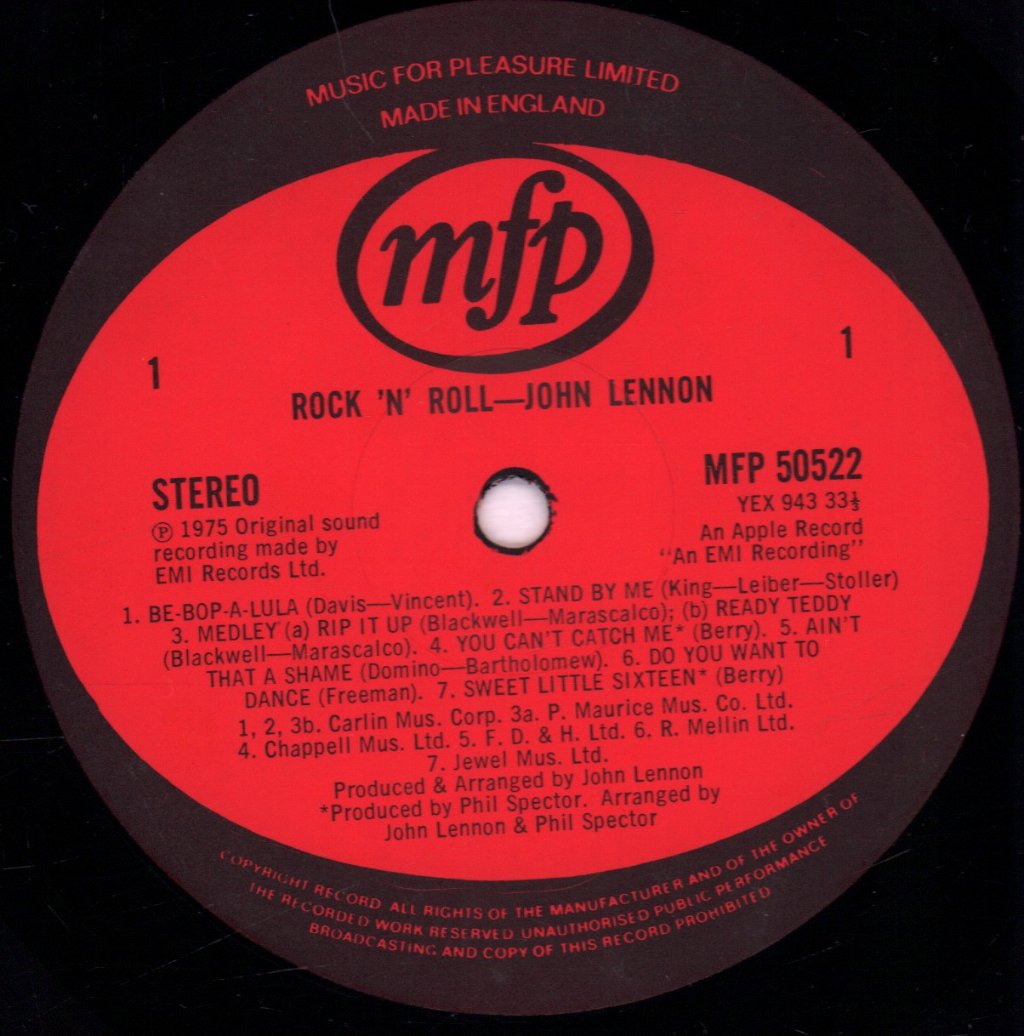 MUSIC FOR PLEASURE LIMITED
MADE IN ENGLAND
mfp
1
1
ROCK 'N' ROLL—JOHN LENNON
STEREO
Ⓟ 1975 Original sound
recording made by
EMI Records Ltd.
MFP 50522
YEX 943 33⅓
An Apple Record
"An EMI Recording"
1. BE-BOP-A-LULA (Davis—Vincent). 2. STAND BY ME (King—Leiber—Stoller)
3. MEDLEY (a) RIP IT UP (Blackwell—Marascalco); (b) READY TEDDY
(Blackwell—Marascalco). 4. YOU CAN'T CATCH ME* (Berry). 5. AIN'T
THAT A SHAME (Domino—Bartholomew). 6. DO YOU WANT TO
DANCE (Freeman). 7. SWEET LITTLE SIXTEEN* (Berry)
1, 2, 3b. Carlin Mus. Corp. 3a. P. Maurice Mus. Co. Ltd.
4. Chappell Mus. Ltd. 5. F. D. & H. Ltd. 6. R. Mellin Ltd.
7. Jewel Mus. Ltd.
Produced & Arranged by John Lennon
*Produced by Phil Spector. Arranged by
John Lennon & Phil Spector
COPYRIGHT RECORD ALL RIGHTS OF THE MANUFACTURER AND OF THE OWNER OF
THE RECORDED WORK RESERVED UNAUTHORISED PUBLIC PERFORMANCE
BROADCASTING AND COPY OF THIS RECORD PROHIBITED